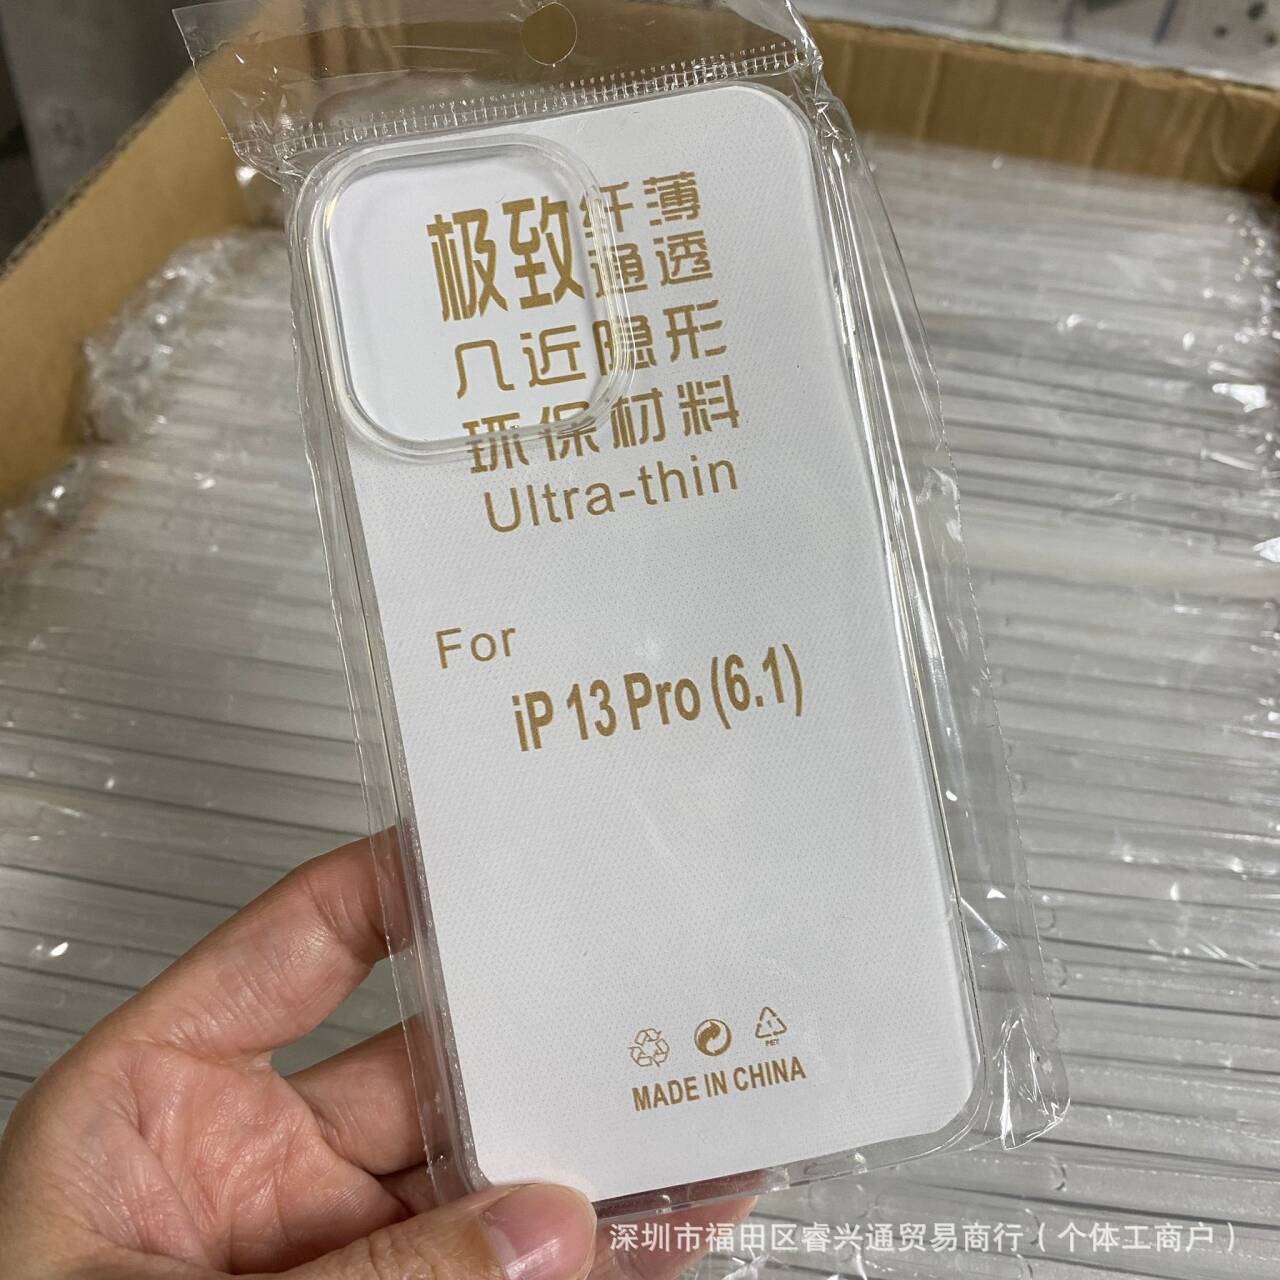 极致纤薄
通透
几近隐形
环保材料
Ultra-thin
For
iP 13 Pro (6.1)
1
PET
MADE IN CHINA
深圳市福田区睿兴通贸易商行（个体工商户）